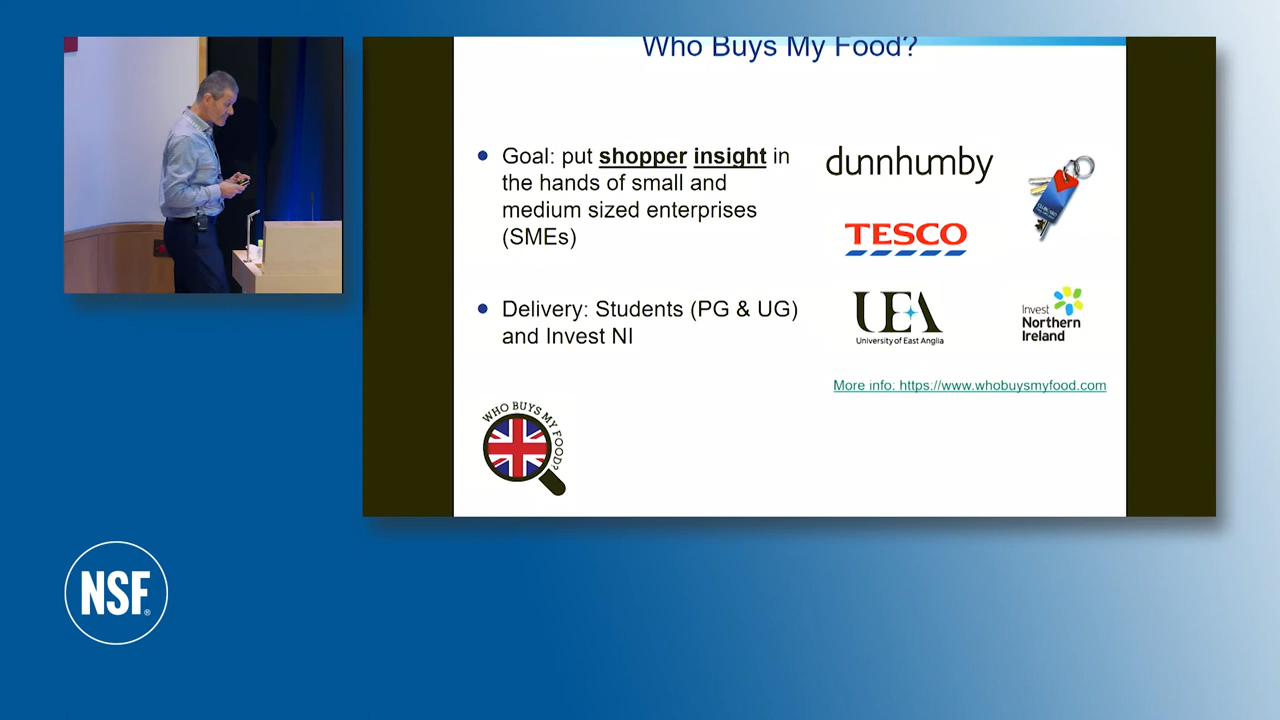 Who Buys My Food?
Goal: put shopper insight in
the hands of small and
medium sized enterprises
(SMEs)
Delivery: Students (PG & UG)
and Invest NI
dunnhumby
TESCO
UEA
University of East Anglia
Invest
Northern
Ireland
More info: https://www.whobuysmyfood.com
WHO BUYS MY FOOD?
NSF®